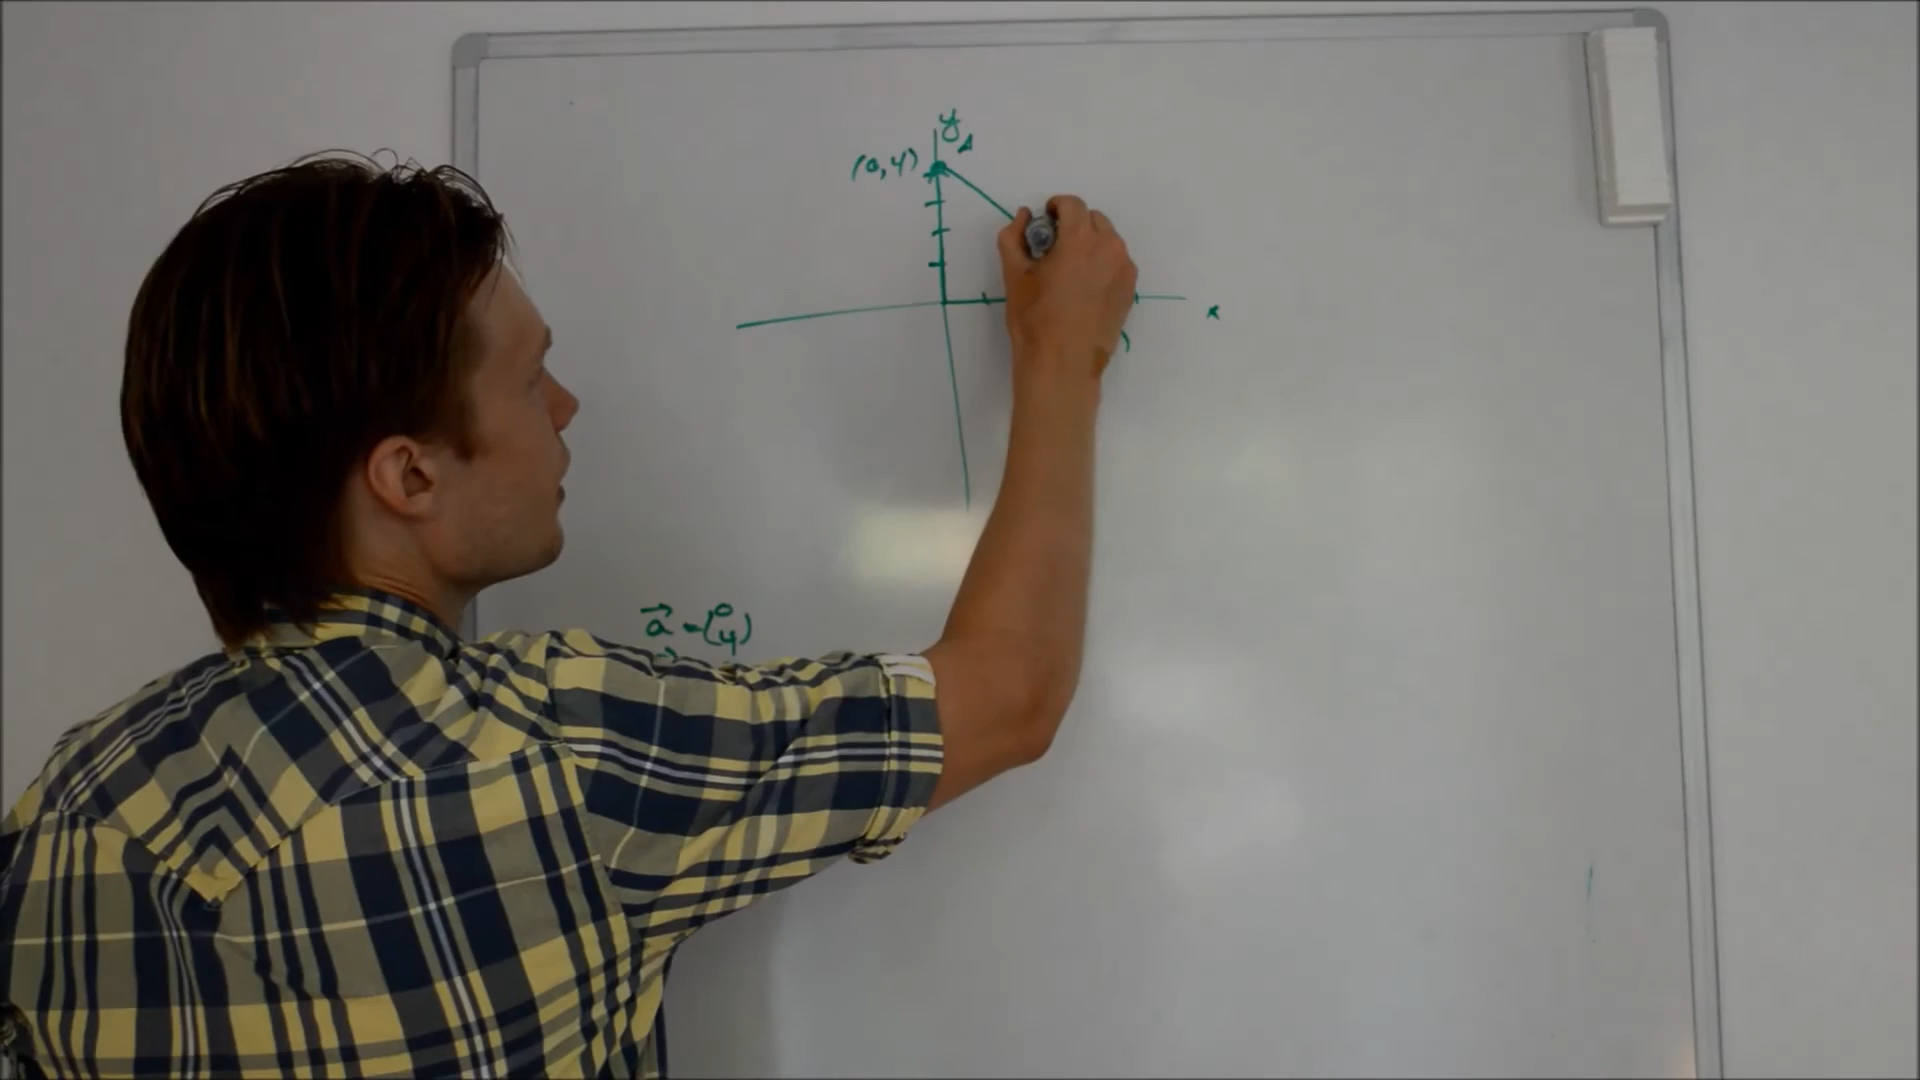 y
A
(0,4)
x
)
→
a = (0
4)
→